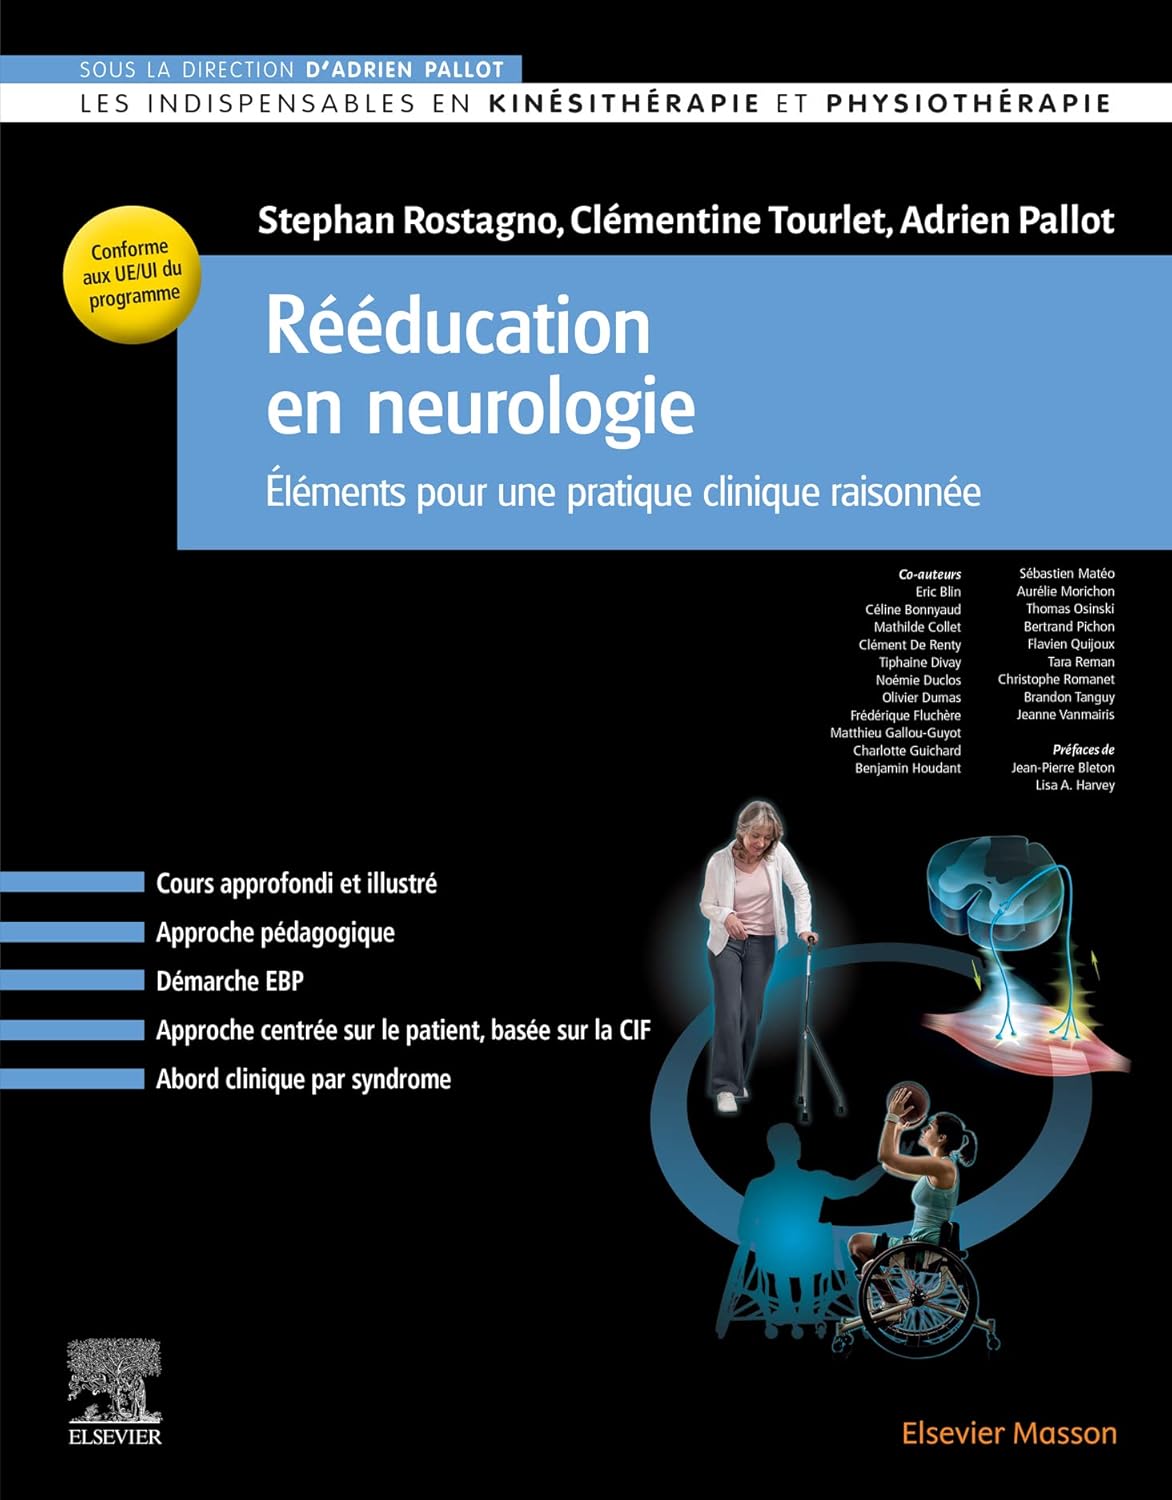 SOUS LA DIRECTION D'ADRIEN PALLOT
LES INDISPENSABLES EN KINÉSITHÉRAPIE ET PHYSIOTHÉRAPIE
Stephan Rostagno, Clémentine Tourlet, Adrien Pallot
Conforme
aux UE/UI du
programme
Rééducation
en neurologie
Éléments pour une pratique clinique raisonnée
Co-auteurs
Eric Blin
Céline Bonnyaud
Mathilde Collet
Clément De Renty
Tiphaine Divay
Noémie Duclos
Olivier Dumas
Frédérique Fluchère
Matthieu Gallou-Guyot
Charlotte Guichard
Benjamin Houdant
Sébastien Matéo
Aurélie Morichon
Thomas Osinski
Bertrand Pichon
Flavien Quijoux
Tara Reman
Christophe Romanet
Brandon Tanguy
Jeanne Vanmairis
Préfaces de
Jean-Pierre Bleton
Lisa A. Harvey
Cours approfondi et illustré
Approche pédagogique
Démarche EBP
Approche centrée sur le patient, basée sur la CIF
Abord clinique par syndrome
ELSEVIER
Elsevier Masson